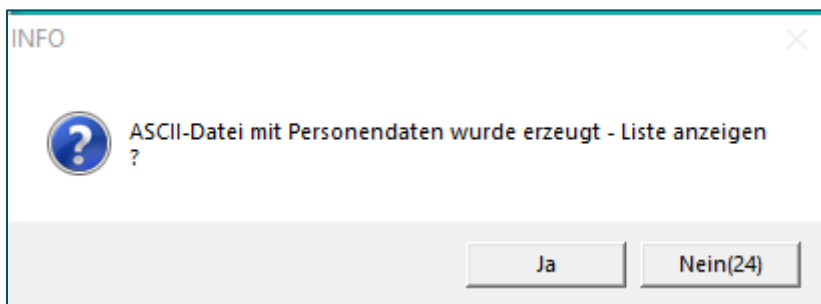 INFO
ASCII-Datei mit Personendaten wurde erzeugt - Liste anzeigen
?
Ja
Nein(24)